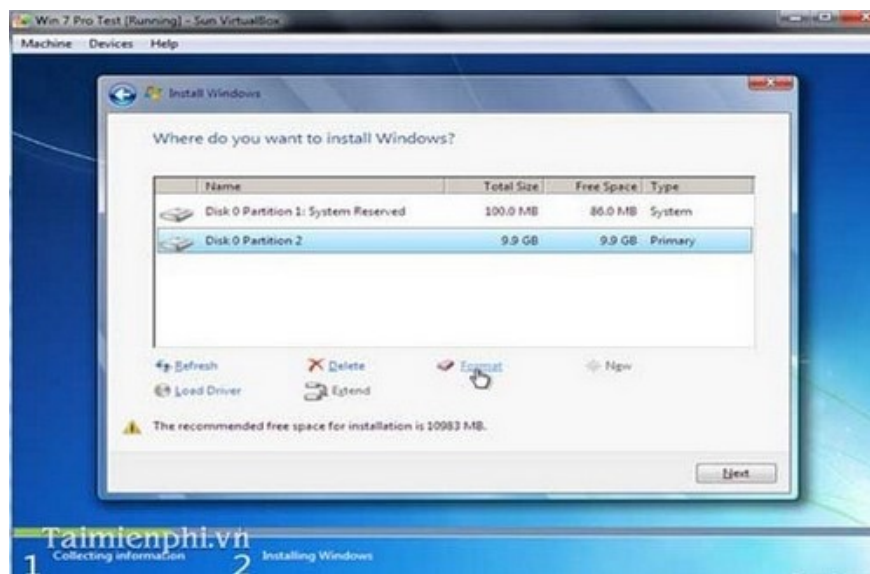 Win 7 Pro Test [Running] - Sun VirtualBox
Machine Devices Help
Install Windows
Where do you want to install Windows?
Name Total Size Free Space Type
Disk 0 Partition 1: System Reserved 100.0 MB 86.0 MB System
Disk 0 Partition 2 9.9 GB 9.9 GB Primary
Refresh Delete Format New
Load Driver Extend
The recommended free space for installation is 10983 MB.
Next
Taimienphi.vn
1 Collecting information 2 Installing Windows